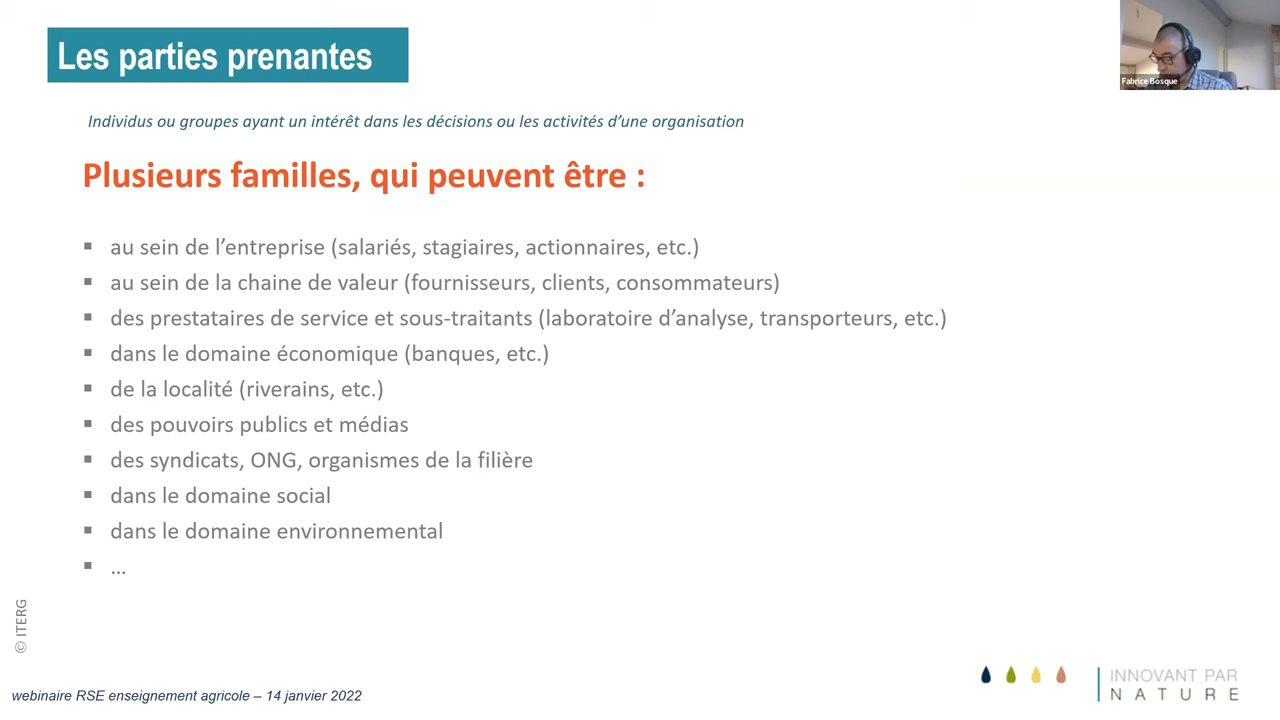 Les parties prenantes
Fabrice Bosque
Individus ou groupes ayant un intérêt dans les décisions ou les activités d'une organisation
Plusieurs familles, qui peuvent être :
▪ au sein de l'entreprise (salariés, stagiaires, actionnaires, etc.)
▪ au sein de la chaine de valeur (fournisseurs, clients, consommateurs)
▪ des prestataires de service et sous-traitants (laboratoire d'analyse, transporteurs, etc.)
▪ dans le domaine économique (banques, etc.)
▪ de la localité (riverains, etc.)
▪ des pouvoirs publics et médias
▪ des syndicats, ONG, organismes de la filière
▪ dans le domaine social
▪ dans le domaine environnemental
▪ ...
© ITERG
INNOVANT PAR
NATURE
webinaire RSE enseignement agricole – 14 janvier 2022